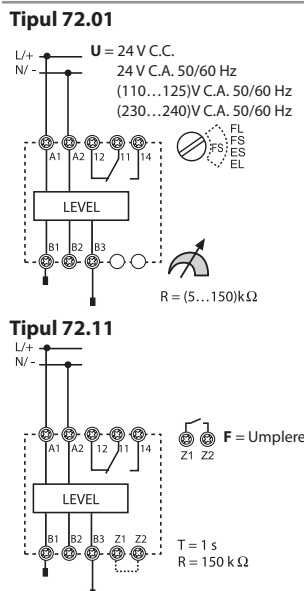 Tipul 72.01
L/+
N/ -
U = 24 V C.C.
24 V C.A. 50/60 Hz
(110...125)V C.A. 50/60 Hz
(230...240)V C.A. 50/60 Hz
FS
FL
FS
ES
EL
A1 A2 12 11 14
LEVEL
B1 B2 B3
R = (5...150)kΩ
Tipul 72.11
L/+
N/ -
A1 A2 12 11 14
Z1 Z2
F = Umplere
LEVEL
B1 B2 B3 Z1 Z2
T = 1 s
R = 150 k Ω